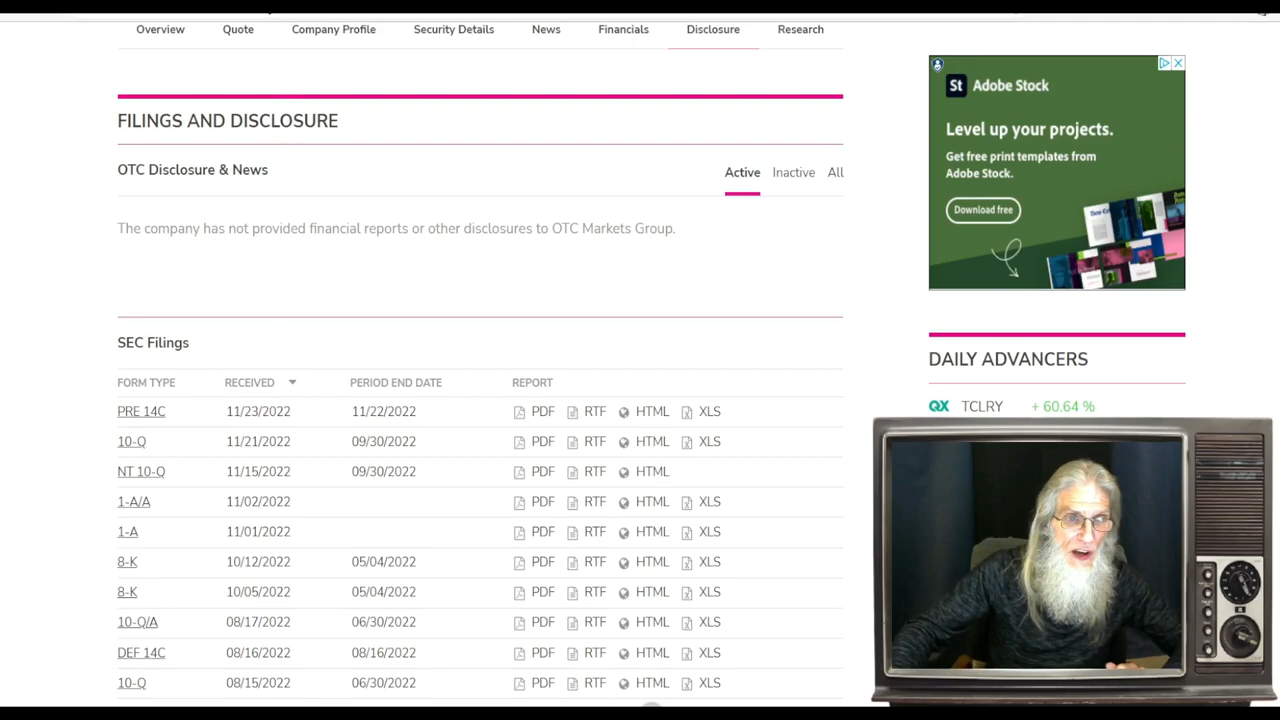 Overview Quote Company Profile Security Details News Financials Disclosure Research
FILINGS AND DISCLOSURE
OTC Disclosure & News
Active Inactive All
The company has not provided financial reports or other disclosures to OTC Markets Group.
SEC Filings
FORM TYPE RECEIVED PERIOD END DATE REPORT
PRE 14C 11/23/2022 11/22/2022 PDF RTF HTML XLS
10-Q 11/21/2022 09/30/2022 PDF RTF HTML XLS
NT 10-Q 11/15/2022 09/30/2022 PDF RTF HTML
1-A/A 11/02/2022 PDF RTF HTML XLS
1-A 11/01/2022 PDF RTF HTML XLS
8-K 10/12/2022 05/04/2022 PDF RTF HTML XLS
8-K 10/05/2022 05/04/2022 PDF RTF HTML XLS
10-Q/A 08/17/2022 06/30/2022 PDF RTF HTML XLS
DEF 14C 08/16/2022 08/16/2022 PDF RTF HTML XLS
10-Q 08/15/2022 06/30/2022 PDF RTF HTML XLS
St Adobe Stock
Level up your projects.
Get free print templates from
Adobe Stock.
Download free
DAILY ADVANCERS
QX TCLRY + 60.64 %